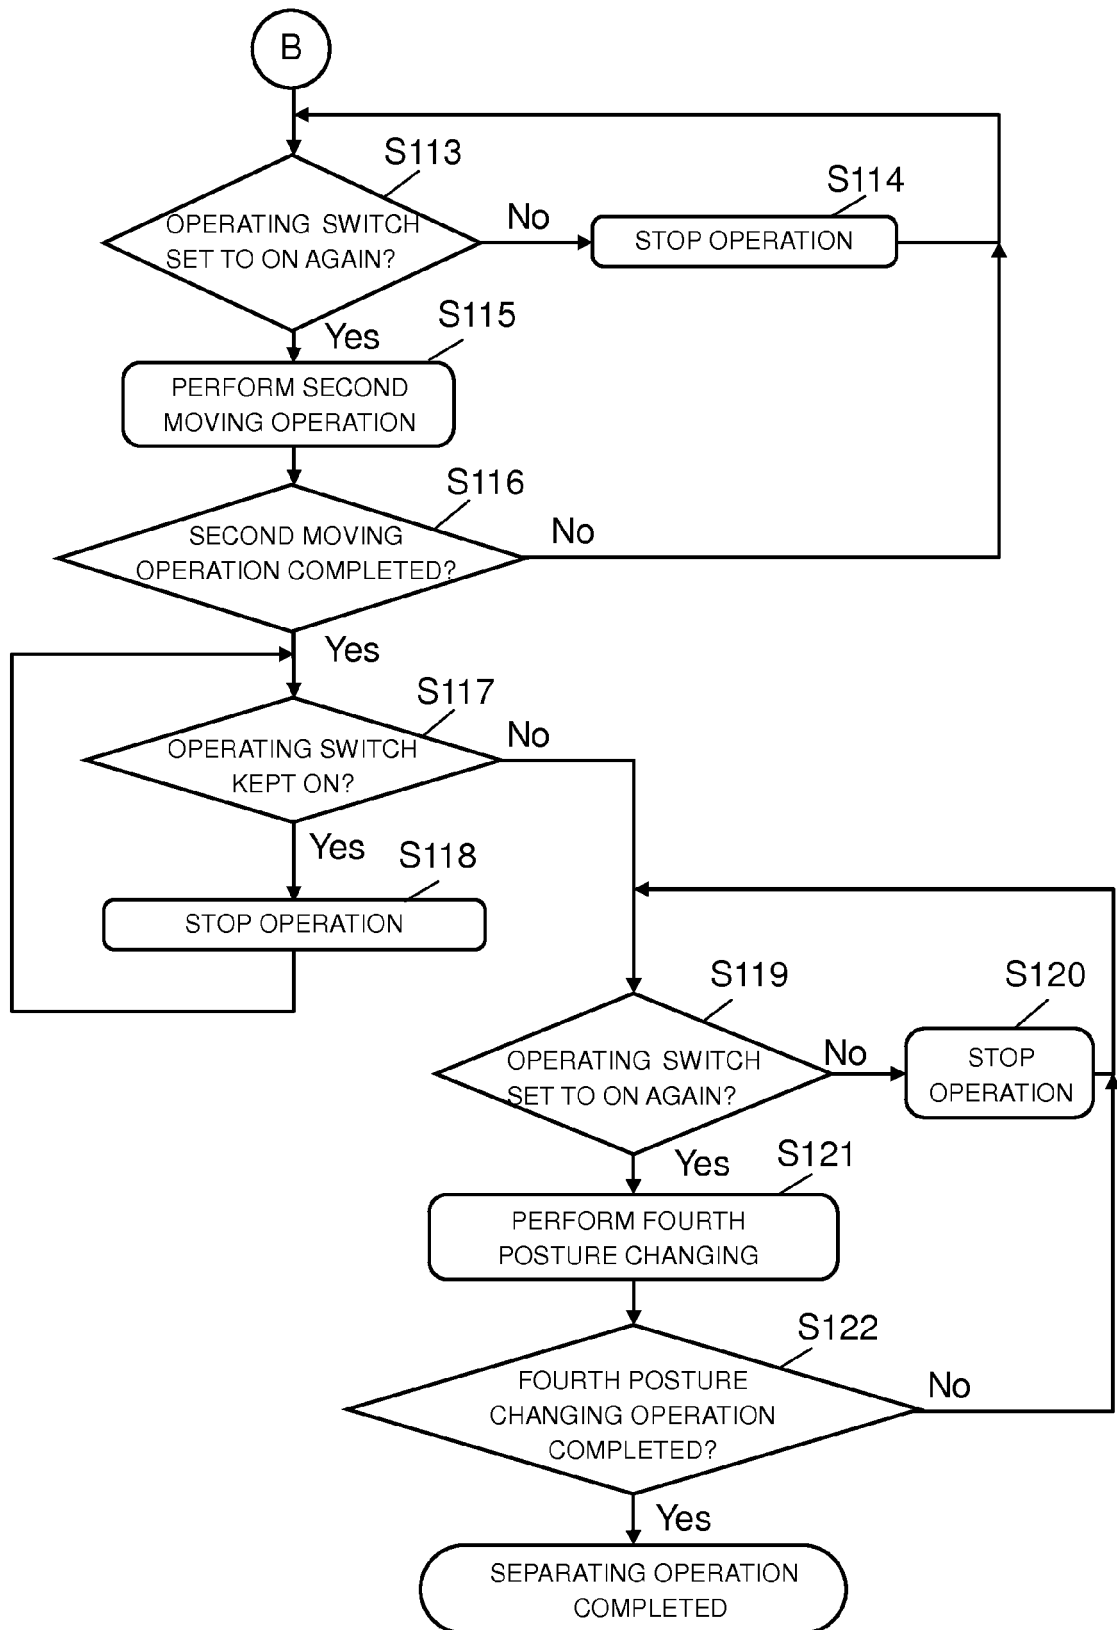 B
S113
OPERATING SWITCH
SET TO ON AGAIN?
No
S114
STOP OPERATION
Yes
S115
PERFORM SECOND
MOVING OPERATION
S116
SECOND MOVING
OPERATION COMPLETED?
No
Yes
S117
OPERATING SWITCH
KEPT ON?
No
Yes
S118
STOP OPERATION
S119
OPERATING SWITCH
SET TO ON AGAIN?
No
S120
STOP
OPERATION
Yes
S121
PERFORM FOURTH
POSTURE CHANGING
S122
FOURTH POSTURE
CHANGING OPERATION
COMPLETED?
No
Yes
SEPARATING OPERATION
COMPLETED